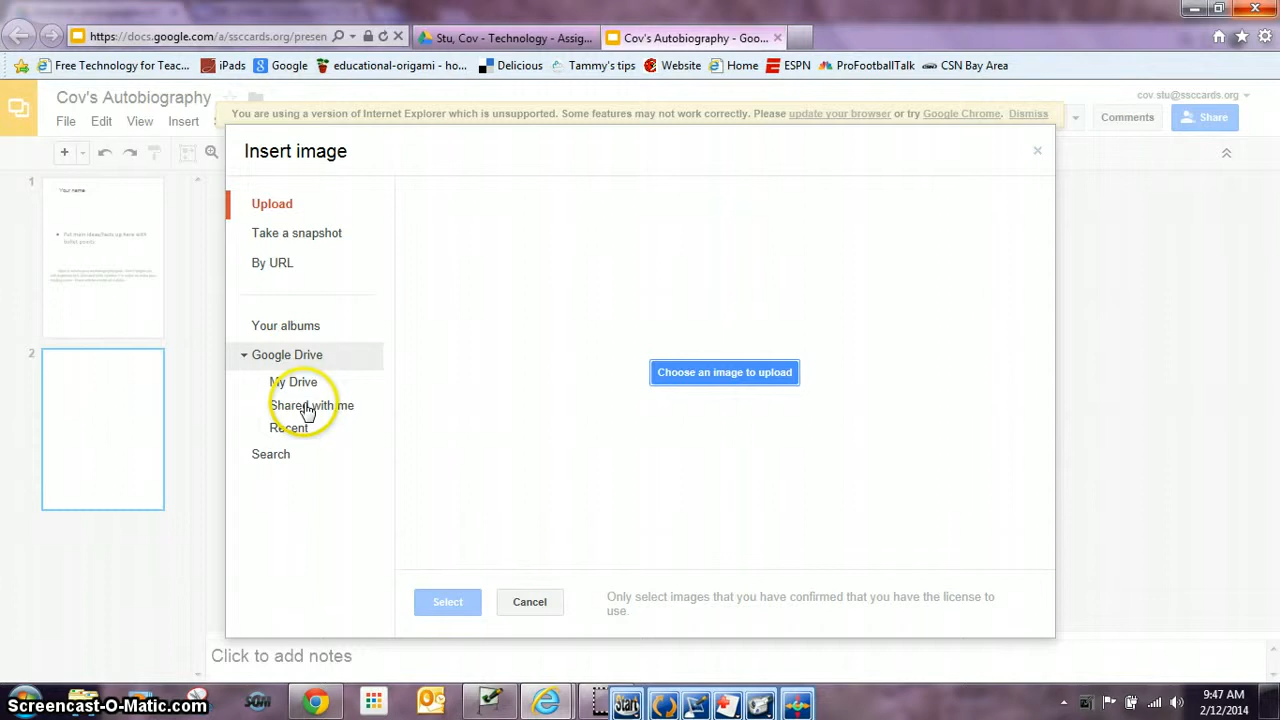 https://docs.google.com/a/ssccards.org/presen
Stu, Cov - Technology - Assig...
Cov's Autobiography - Goo...
Free Technology for Teac...
iPads
Google
educational-origami - ho...
Delicious
Tammy's tips
Website
Home
ESPN
ProFootballTalk
CSN Bay Area
Cov's Autobiography
cov.stu@ssccards.org
File Edit View Insert
You are using a version of Internet Explorer which is unsupported. Some features may not work correctly. Please update your browser or try Google Chrome. Dismiss
Comments
Share
Insert image
1
Your name
Upload
Take a snapshot
By URL
Your albums
Google Drive
My Drive
Shared with me
Recent
Search
2
Choose an image to upload
Select
Cancel
Only select images that you have confirmed that you have the license to
use.
Click to add notes
Start
Screencast-O-Matic.com
9:47 AM
2/12/2014